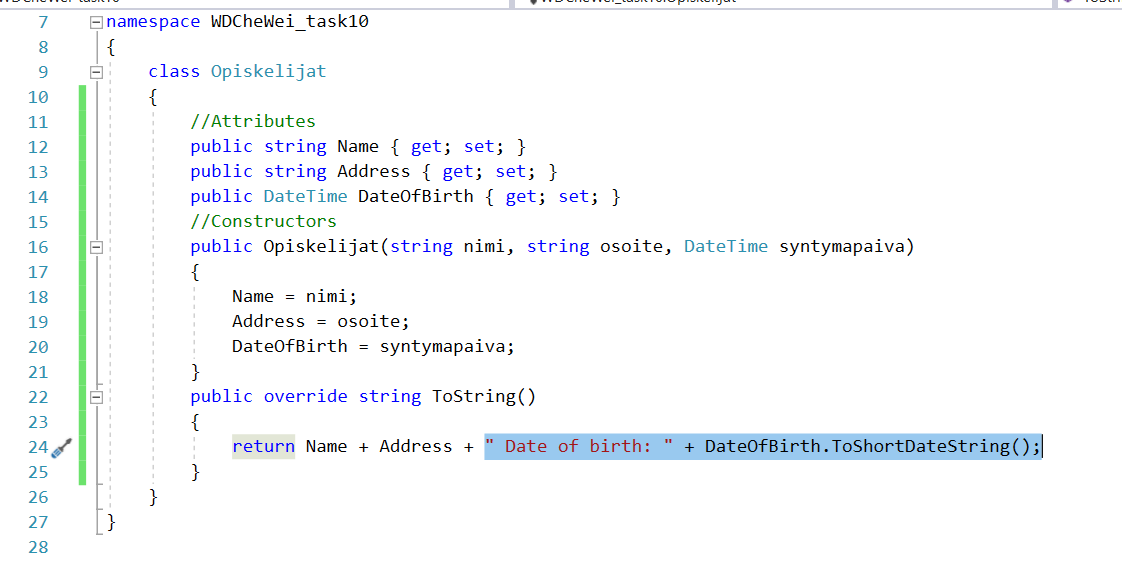 7 namespace WDCheWei_task10
8 {
9 class Opiskelijat
10 {
11 //Attributes
12 public string Name { get; set; }
13 public string Address { get; set; }
14 public DateTime DateOfBirth { get; set; }
15 //Constructors
16 public Opiskelijat(string nimi, string osoite, DateTime syntymapaiva)
17 {
18 Name = nimi;
19 Address = osoite;
20 DateOfBirth = syntymapaiva;
21 }
22 public override string ToString()
23 {
24 return Name + Address + " Date of birth: " + DateOfBirth.ToShortDateString();
25 }
26 }
27 }
28